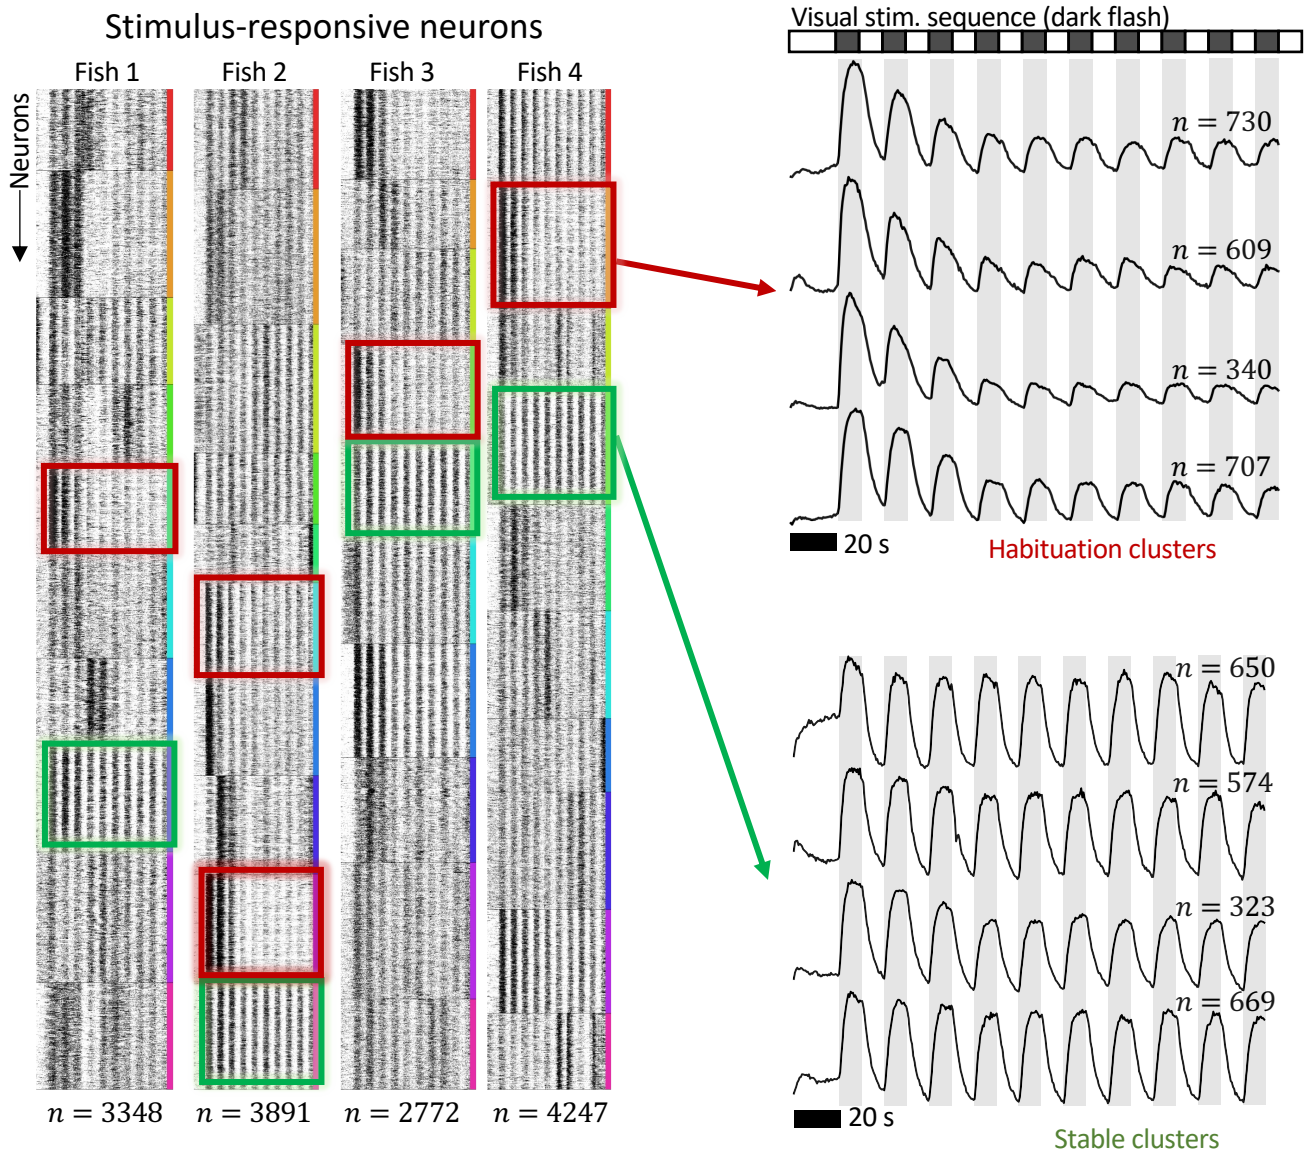 Stimulus-responsive neurons
Fish 1
Fish 2
Fish 3
Fish 4
Neurons
n = 3348
n = 3891
n = 2772
n = 4247
Visual stim. sequence (dark flash)
n = 730
n = 609
n = 340
n = 707
20 s
Habituation clusters
n = 650
n = 574
n = 323
n = 669
20 s
Stable clusters